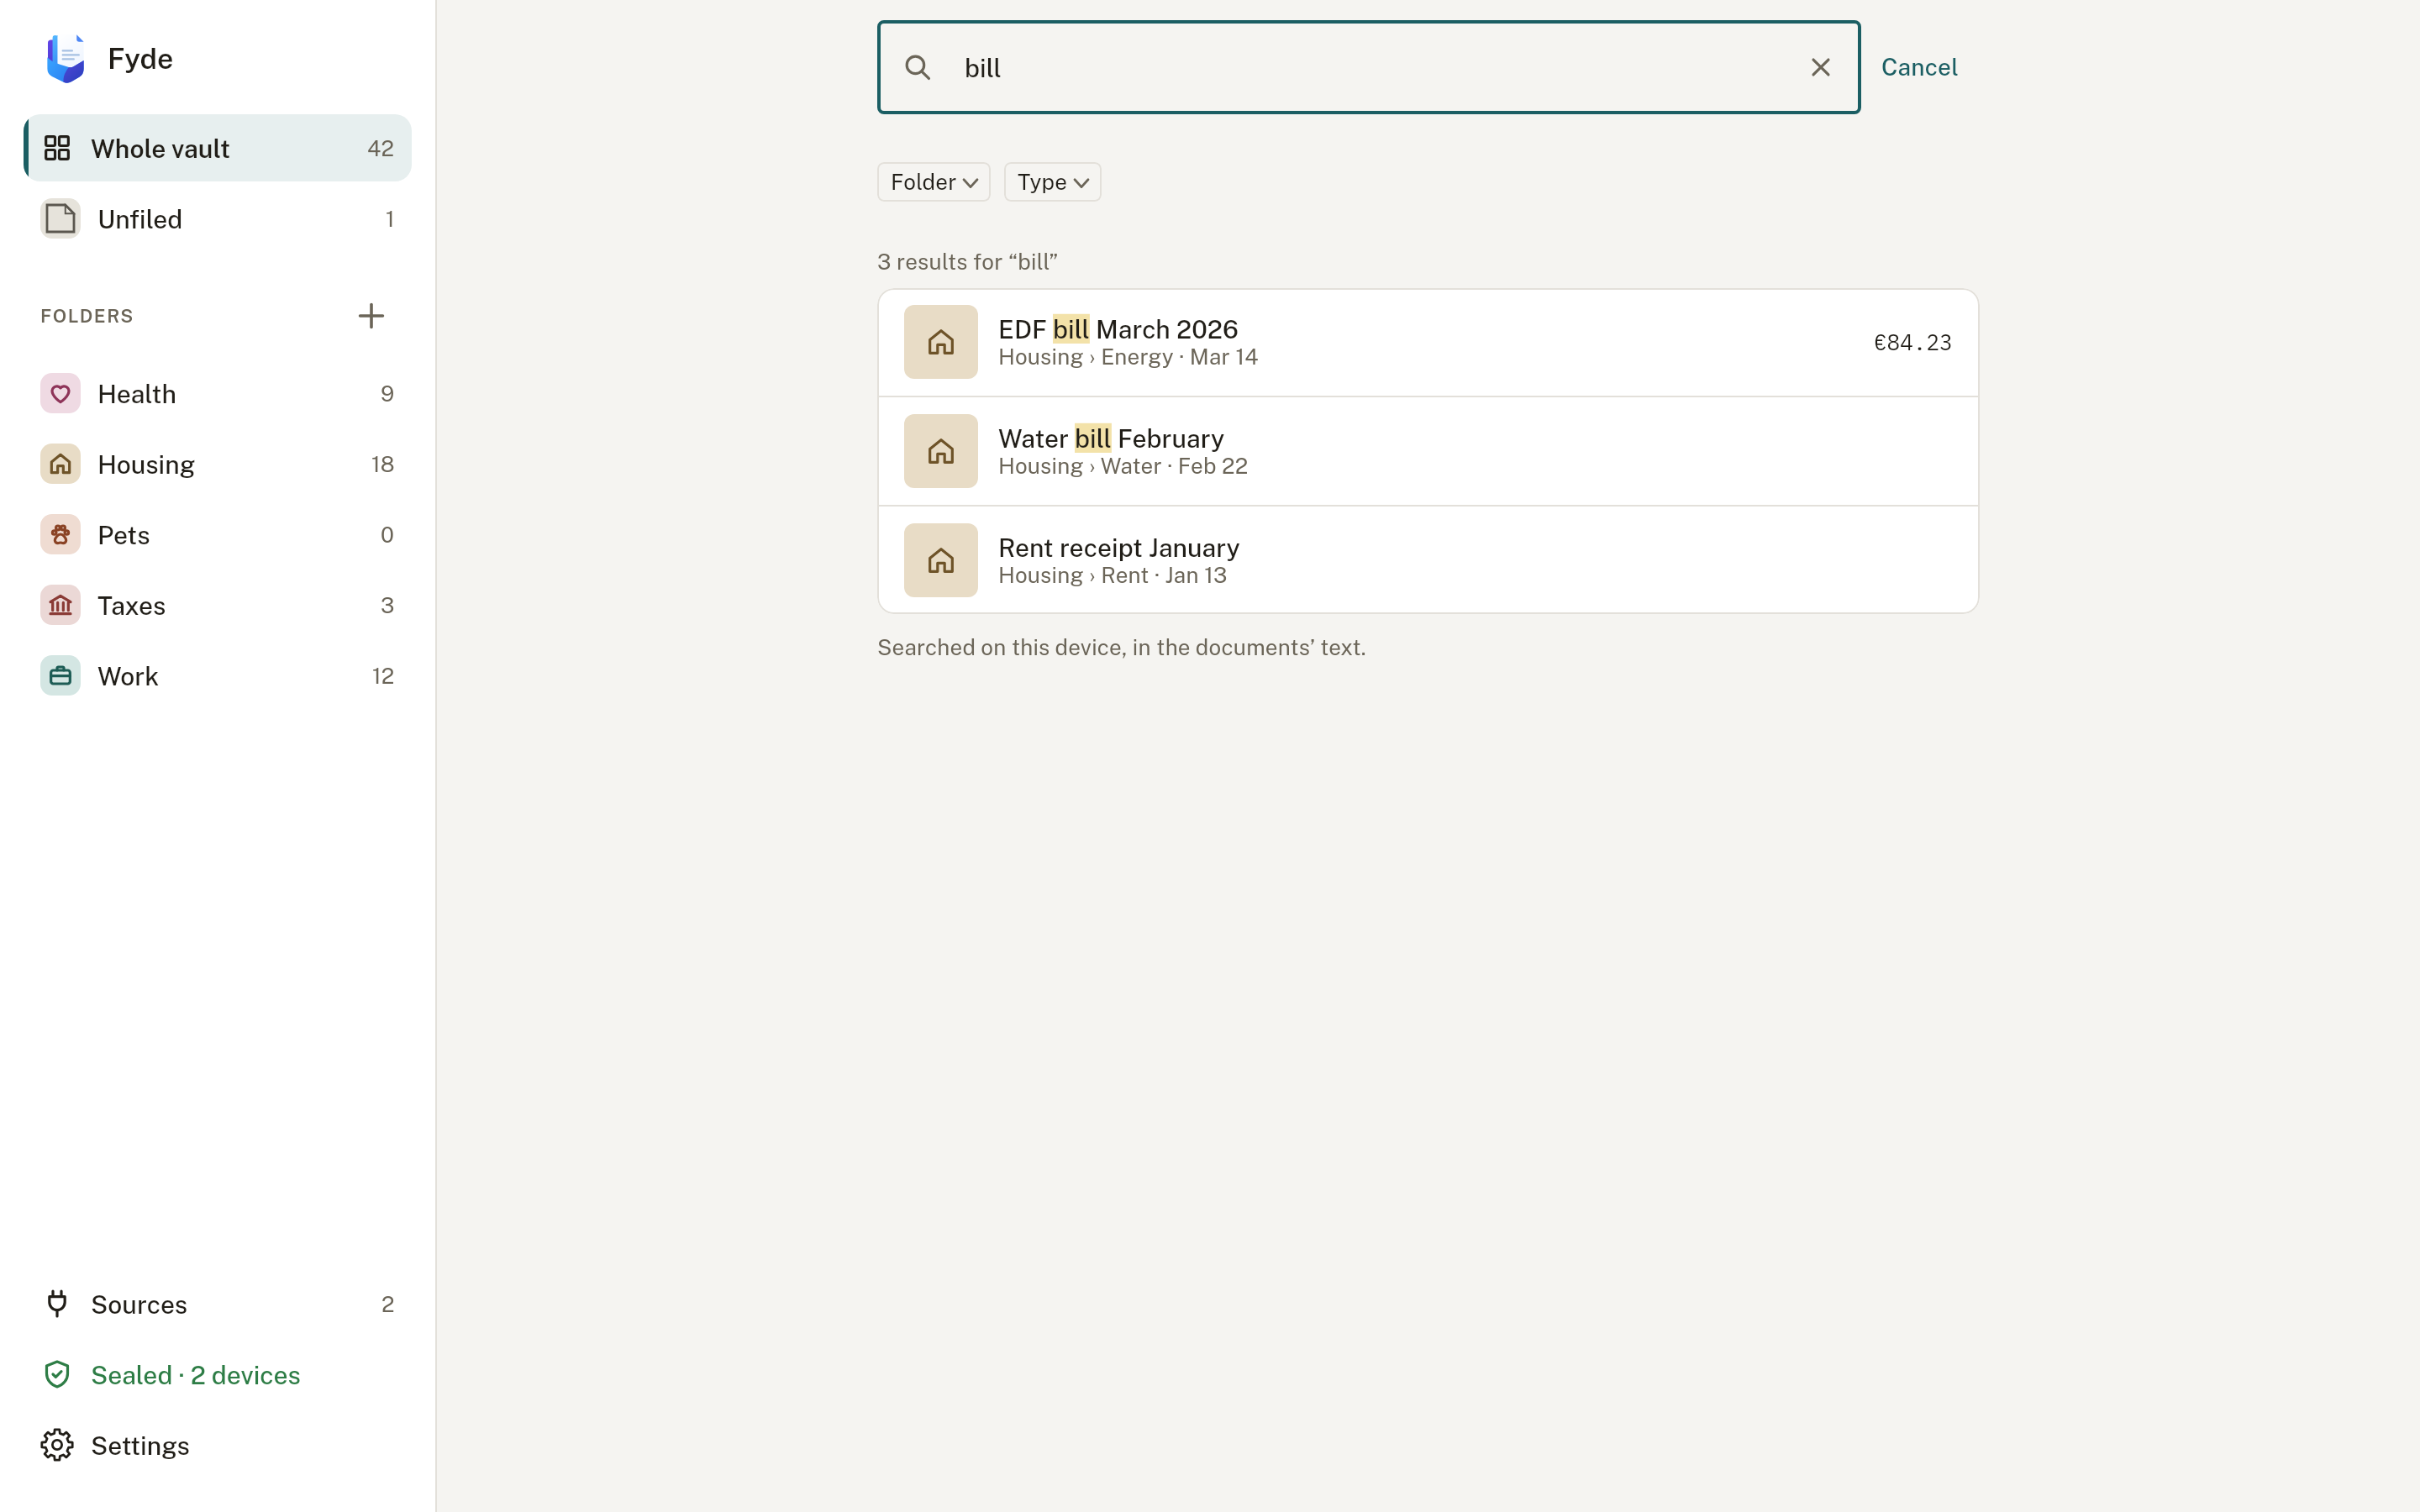 Fyde
Whole vault 42
Unfiled 1
FOLDERS
Health 9
Housing 18
Pets 0
Taxes 3
Work 12
Sources 2
Sealed · 2 devices
Settings
bill
Cancel
Folder Type
3 results for “bill”
EDF bill March 2026
Housing › Energy · Mar 14
€84.23
Water bill February
Housing › Water · Feb 22
Rent receipt January
Housing › Rent · Jan 13
Searched on this device, in the documents’ text.